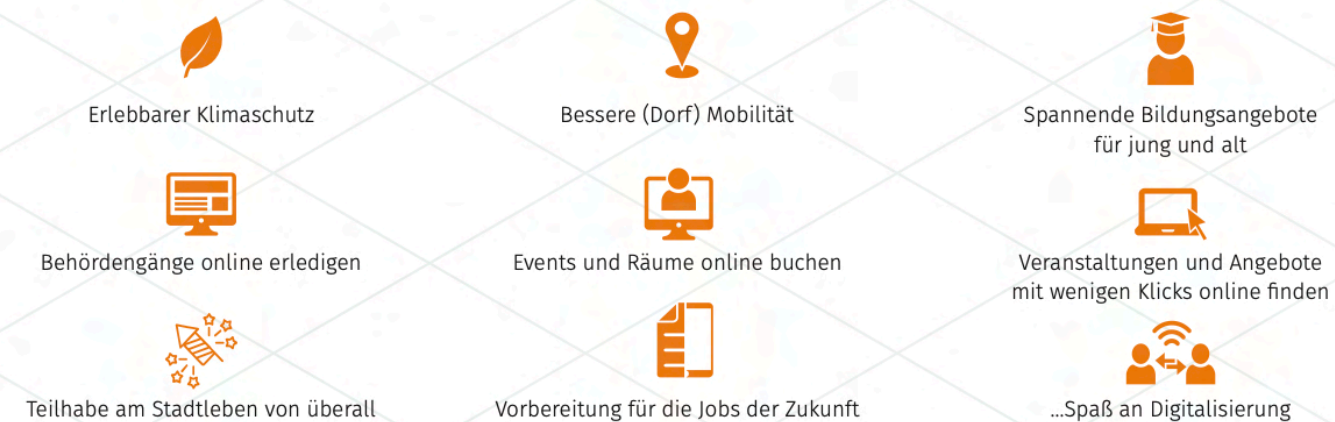 Erlebbarer Klimaschutz
Bessere (Dorf) Mobilität
Spannende Bildungsangebote
für jung und alt
Behördengänge online erledigen
Events und Räume online buchen
Veranstaltungen und Angebote
mit wenigen Klicks online finden
Teilhabe am Stadtleben von überall
Vorbereitung für die Jobs der Zukunft
...Spaß an Digitalisierung